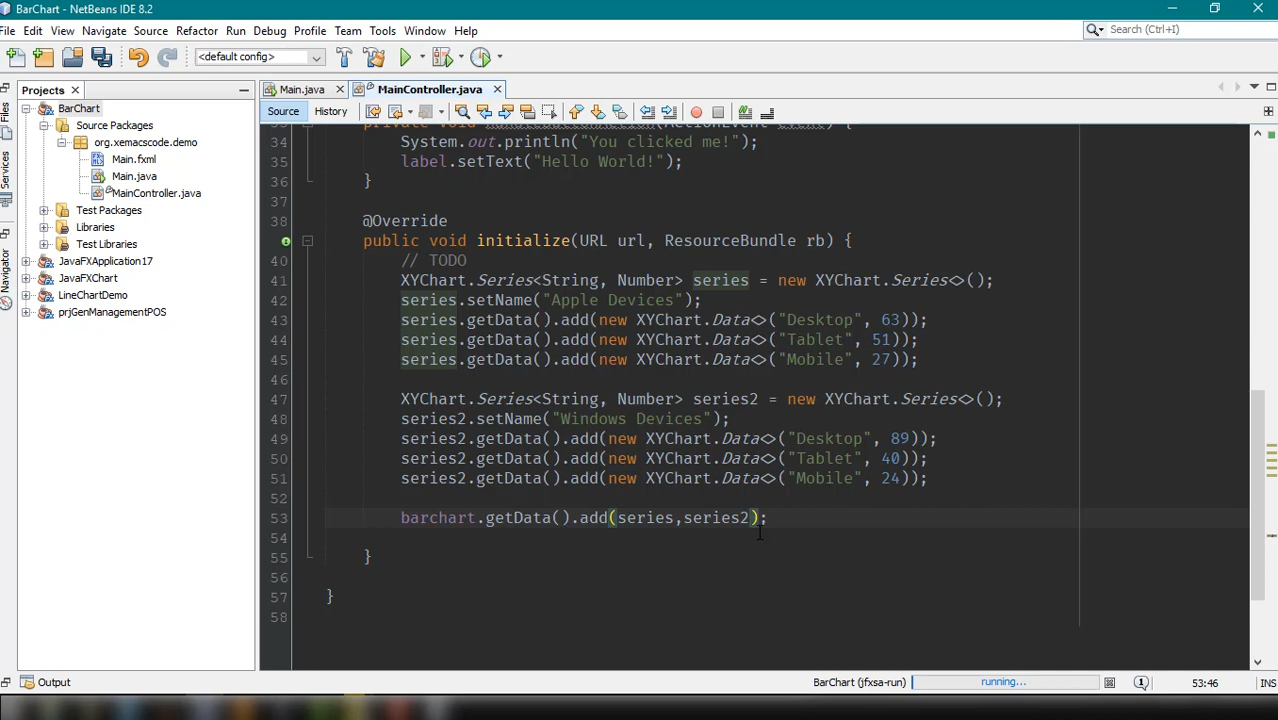 BarChart - NetBeans IDE 8.2
File Edit View Navigate Source Refactor Run Debug Profile Team Tools Window Help
Search (Ctrl+I)
<default config>
Projects
Main.java
MainController.java
Source
History
Files
Services
Navigator
BarChart
Source Packages
org.xemacscode.demo
Main.fxml
Main.java
MainController.java
Test Packages
Libraries
Test Libraries
JavaFXApplication17
JavaFXChart
LineChartDemo
prjGenManagementPOS
private void handleButtonAction(ActionEvent event) {
34 System.out.println("You clicked me!");
35 label.setText("Hello World!");
36 }
37
38 @Override
public void initialize(URL url, ResourceBundle rb) {
40 // TODO
41 XYChart.Series<String, Number> series = new XYChart.Series<>();
42 series.setName("Apple Devices");
43 series.getData().add(new XYChart.Data<>("Desktop", 63));
44 series.getData().add(new XYChart.Data<>("Tablet", 51));
45 series.getData().add(new XYChart.Data<>("Mobile", 27));
46
47 XYChart.Series<String, Number> series2 = new XYChart.Series<>();
48 series2.setName("Windows Devices");
49 series2.getData().add(new XYChart.Data<>("Desktop", 89));
50 series2.getData().add(new XYChart.Data<>("Tablet", 40));
51 series2.getData().add(new XYChart.Data<>("Mobile", 24));
52
53 barchart.getData().add(series,series2);
54
55 }
56
57 }
58
Output
BarChart (jfxsa-run)
running...
53:46
INS